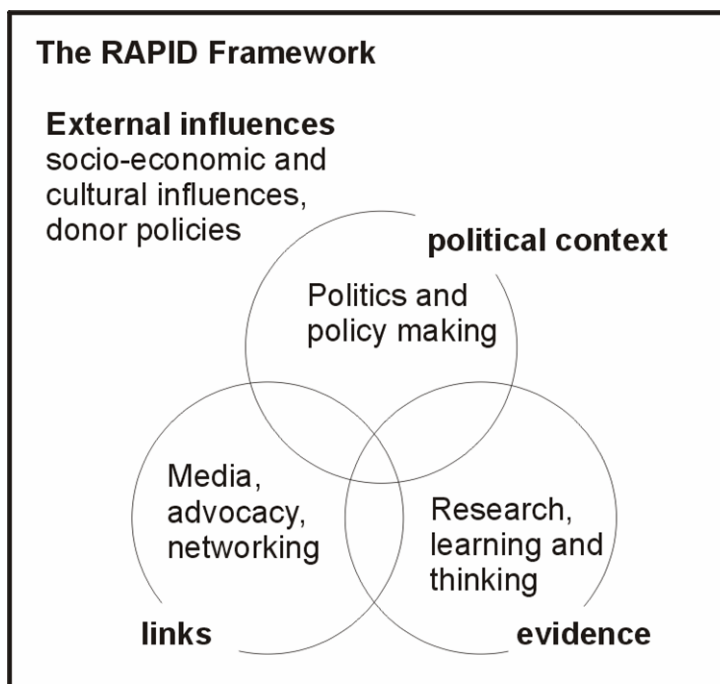 The RAPID Framework
External influences
socio-economic and
cultural influences,
donor policies
political context
Politics and
policy making
Media,
advocacy,
networking
Research,
learning and
thinking
links
evidence